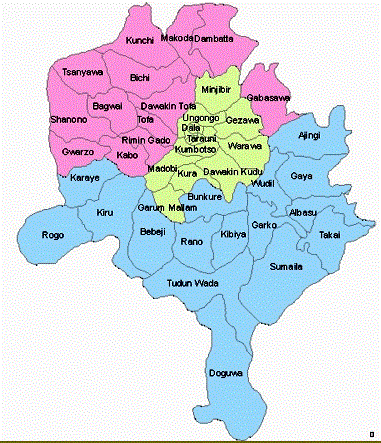 Kunchi
Makoda
Dambatta
Tsanyawa
Bichi
Minjibir
Gabasawa
Bagwai
Dawakin Tofa
Shanono
Tofa
Ungongo
Gezawa
Dala
Ajingi
Rimin Gado
Tarauni
Gwarzo
Kabo
Kumbotso
Warawa
Madobi
Kura
Dawakin Kudu
Karaye
Wudil
Gaya
Bunkure
Kiru
Garum Mallam
Albasu
Rogo
Bebeji
Rano
Kibiya
Garko
Takai
Sumaila
Tudun Wada
Doguwa